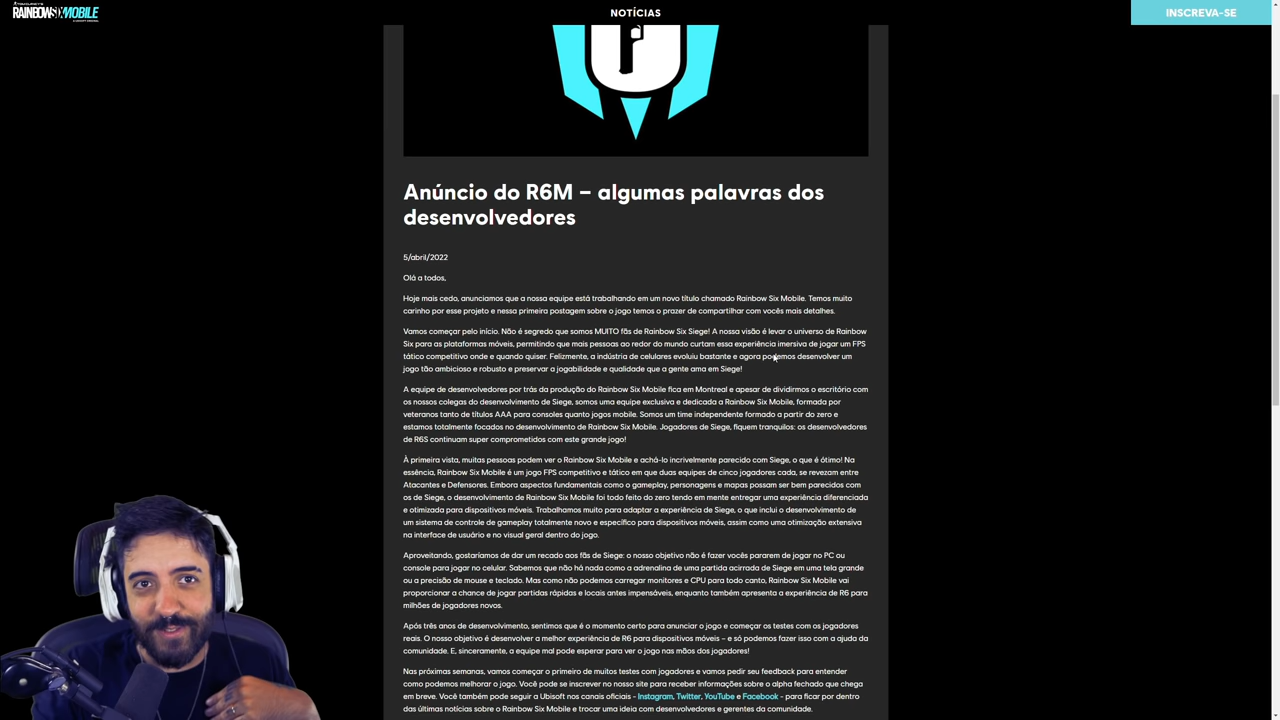 RAINBOWSIXMOBILE
NOTÍCIAS
INSCREVA-SE
Anúncio do R6M – algumas palavras dos
desenvolvedores
5/abril/2022
Olá a todos,
Hoje mais cedo, anunciamos que a nossa equipe está trabalhando em um novo título chamado Rainbow Six Mobile. Temos muito
carinho por esse projeto e nessa primeira postagem sobre o jogo temos o prazer de compartilhar com vocês mais detalhes.
Vamos começar pelo início. Não é segredo que somos MUITO fãs de Rainbow Six Siege! A nossa visão é levar o universo de Rainbow
Six para as plataformas móveis, permitindo que mais pessoas ao redor do mundo curtam essa experiência imersiva de jogar um FPS
tático competitivo onde e quando quiser. Felizmente, a indústria de celulares evoluiu bastante e agora podemos desenvolver um
jogo tão ambicioso e robusto e preservar a jogabilidade e qualidade que a gente ama em Siege!
A equipe de desenvolvedores por trás da produção do Rainbow Six Mobile fica em Montreal e apesar de dividirmos o escritório com
os nossos colegas do desenvolvimento de Siege, somos uma equipe exclusiva e dedicada a Rainbow Six Mobile, formada por
veteranos tanto de títulos AAA para consoles quanto jogos mobile. Somos um time independente formado a partir do zero e
estamos totalmente focados no desenvolvimento de Rainbow Six Mobile. Jogadores de Siege, fiquem tranquilos: os desenvolvedores
de R6S continuam super comprometidos com este grande jogo!
À primeira vista, muitas pessoas podem ver o Rainbow Six Mobile e achá-lo incrivelmente parecido com Siege, o que é ótimo! Na
essência, Rainbow Six Mobile é um jogo FPS competitivo e tático em que duas equipes de cinco jogadores cada, se revezam entre
Atacantes e Defensores. Embora aspectos fundamentais como o gameplay, personagens e mapas possam ser bem parecidos com
os de Siege, o desenvolvimento de Rainbow Six Mobile foi todo feito do zero tendo em mente entregar uma experiência diferenciada
e otimizada para dispositivos móveis. Trabalhamos muito para adaptar a experiência de Siege, o que inclui o desenvolvimento de
um sistema de controle de gameplay totalmente novo e específico para dispositivos móveis, assim como uma otimização extensiva
na interface de usuário e no visual geral dentro do jogo.
Aproveitando, gostaríamos de dar um recado aos fãs de Siege: o nosso objetivo não é fazer vocês pararem de jogar no PC ou
console para jogar no celular. Sabemos que não há nada como a adrenalina de uma partida acirrada de Siege em uma tela grande
ou a precisão de mouse e teclado. Mas como não podemos carregar monitores e CPU para todo canto, Rainbow Six Mobile vai
proporcionar a chance de jogar partidas rápidas e locais antes impensáveis, enquanto também apresenta a experiência de R6 para
milhões de jogadores novos.
Após três anos de desenvolvimento, sentimos que é o momento certo para anunciar o jogo e começar os testes com os jogadores
reais. O nosso objetivo é desenvolver a melhor experiência de R6 para dispositivos móveis – e só podemos fazer isso com a ajuda da
comunidade. E, sinceramente, a equipe mal pode esperar para ver o jogo nas mãos dos jogadores!
Nas próximas semanas, vamos começar o primeiro de muitos testes com jogadores e vamos pedir seu feedback para entender
como podemos melhorar o jogo. Você pode se inscrever no nosso site para receber informações sobre o alpha fechado que chega
em breve. Você também pode seguir a Ubisoft nos canais oficiais - Instagram, Twitter, YouTube e Facebook - para ficar por dentro
das últimas notícias sobre o Rainbow Six Mobile e trocar uma ideia com desenvolvedores e gerentes da comunidade.